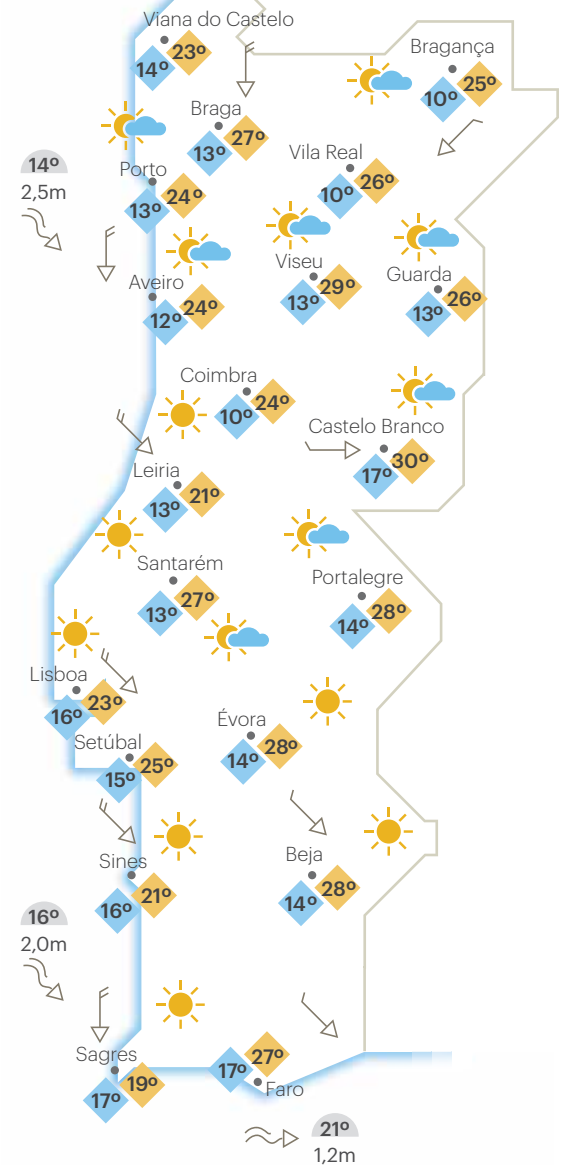 Viana do Castelo
14º 23º
Bragança
10º 25º
Braga
13º 27º
Vila Real
10º 26º
14º
2,5m
Porto
13º 24º
Viseu
13º 29º
Guarda
13º 26º
Aveiro
12º 24º
Coimbra
10º 24º
Castelo Branco
17º 30º
Leiria
13º 21º
Santarém
13º 27º
Portalegre
14º 28º
Lisboa
16º 23º
Évora
14º 28º
Setúbal
15º 25º
Sines
16º 21º
Beja
14º 28º
16º
2,0m
Sagres
17º 19º
17º 27º
Faro
21º
1,2m